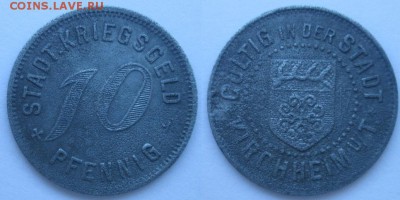 COINS.LAVE.RU
STADT. KRIEGSGELD
10
PFENNIG
GÜLTIG IN DER STADT
KIRCHHEIM U T